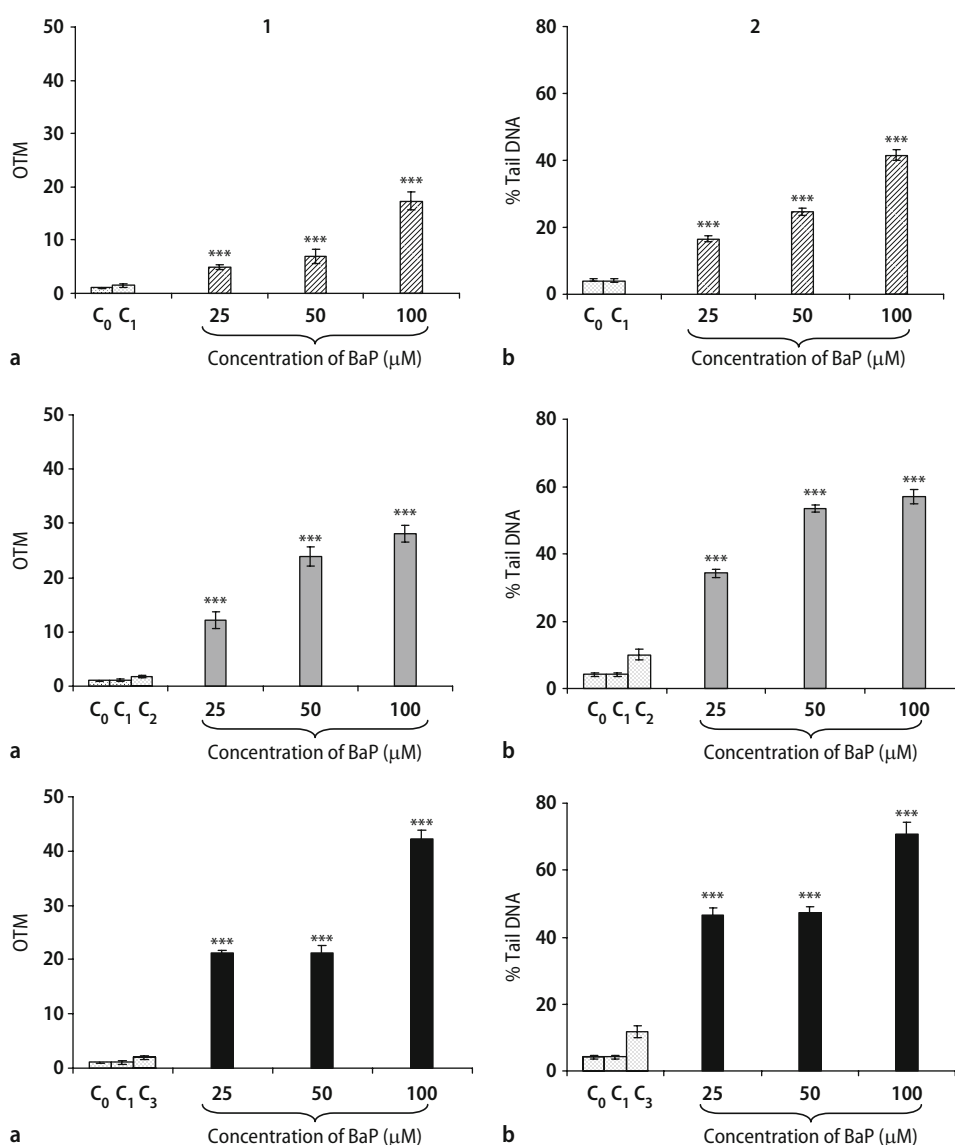 1
50
40
30
20
10
0
OTM
***
***
***
C₀ C₁
25 50 100
Concentration of BaP (μM)
a
2
80
60
40
20
0
% Tail DNA
***
***
***
C₀ C₁
25 50 100
Concentration of BaP (μM)
b
50
40
30
20
10
0
OTM
***
***
***
C₀ C₁ C₂
25 50 100
Concentration of BaP (μM)
a
80
60
40
20
0
% Tail DNA
***
***
***
C₀ C₁ C₂
25 50 100
Concentration of BaP (μM)
b
50
40
30
20
10
0
OTM
***
***
***
C₀ C₁ C₃
25 50 100
Concentration of BaP (μM)
a
80
60
40
20
0
% Tail DNA
***
***
***
C₀ C₁ C₃
25 50 100
Concentration of BaP (μM)
b